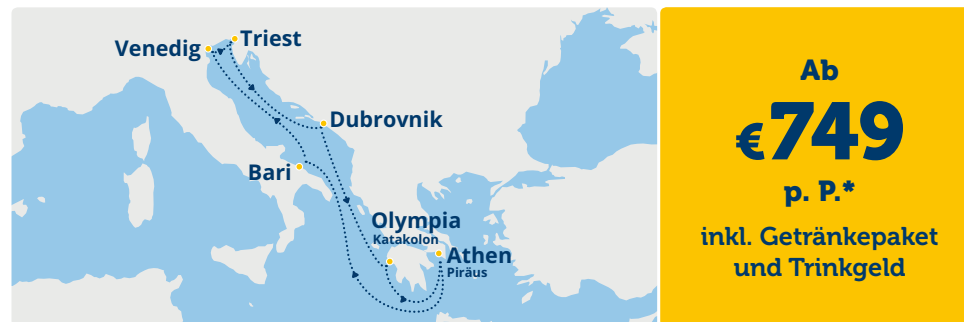 Triest
Venedig
Dubrovnik
Bari
Olympia
Katakolon
Athen
Piräus
Ab
€749
p. P.*
inkl. Getränkepaket
und Trinkgeld